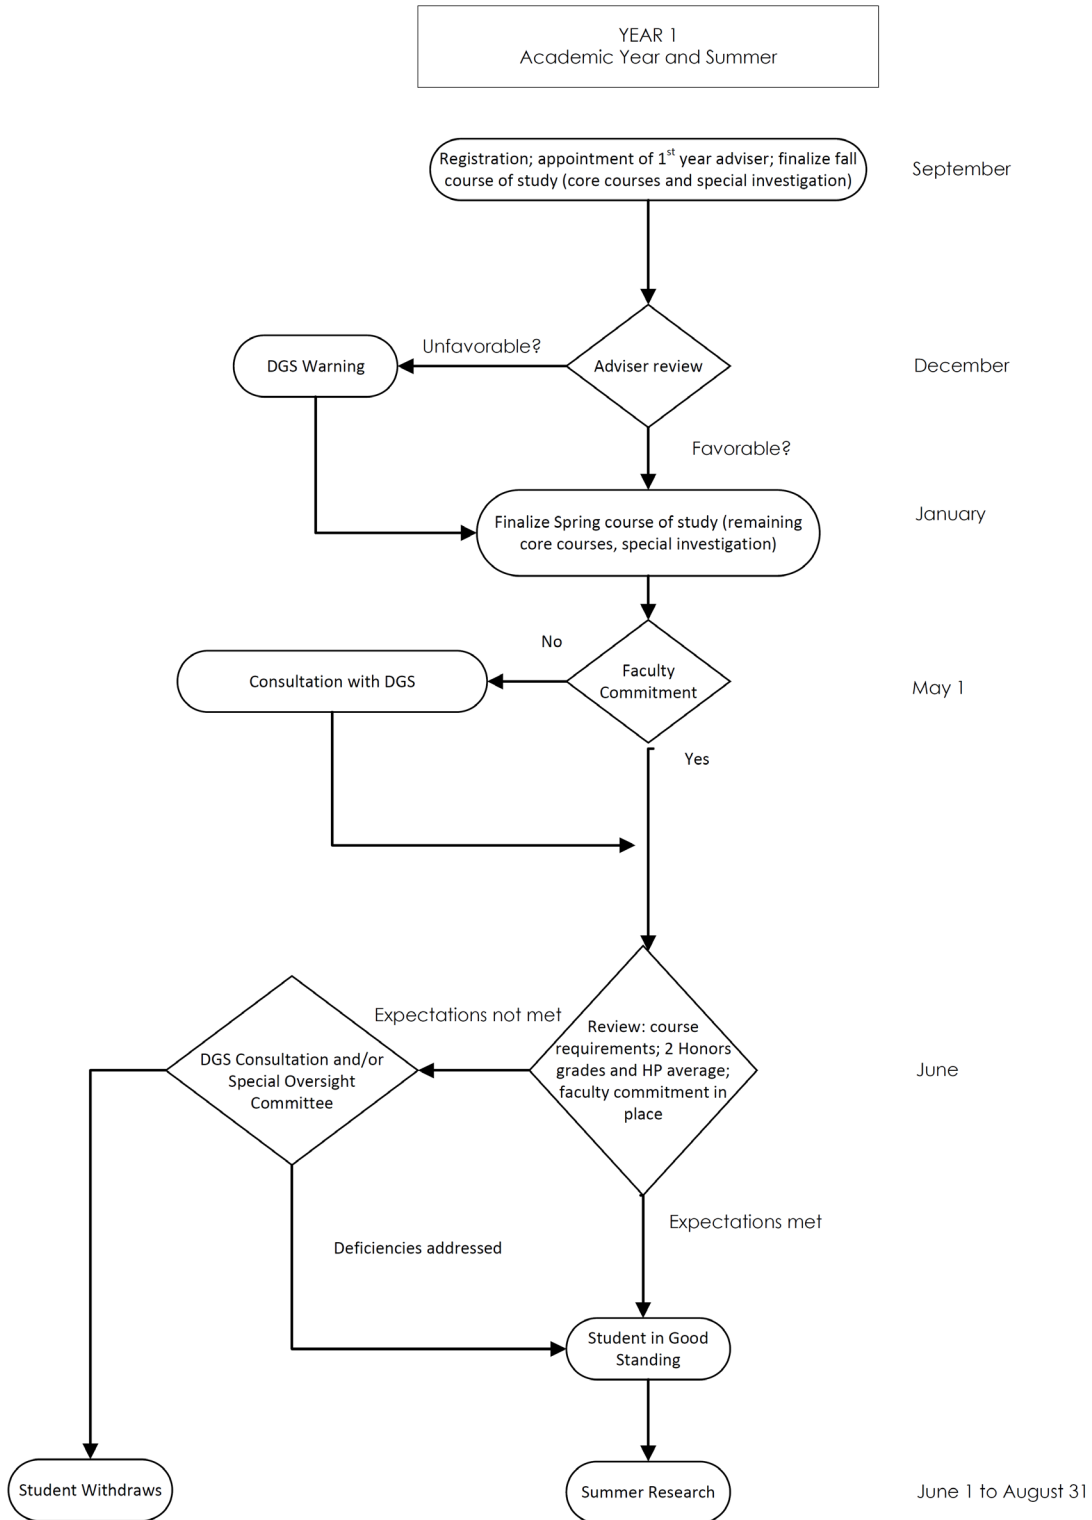 YEAR 1
Academic Year and Summer
Registration; appointment of 1st year adviser; finalize fall
course of study (core courses and special investigation)
September
Unfavorable?
DGS Warning
Adviser review
December
Favorable?
Finalize Spring course of study (remaining
core courses, special investigation)
January
No
Consultation with DGS
Faculty
Commitment
May 1
Yes
Expectations not met
DGS Consultation and/or
Special Oversight
Committee
Review: course
requirements; 2 Honors
grades and HP average;
faculty commitment in
place
June
Expectations met
Deficiencies addressed
Student in Good
Standing
Student Withdraws
Summer Research
June 1 to August 31